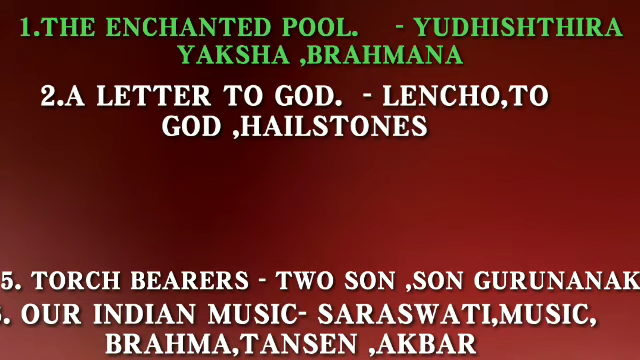 1.THE ENCHANTED POOL. - YUDHISHTHIRA
YAKSHA ,BRAHMANA
2.A LETTER TO GOD. - LENCHO,TO
GOD ,HAILSTONES
5. TORCH BEARERS - TWO SON ,SON GURUNANAK
. OUR INDIAN MUSIC- SARASWATI,MUSIC,
BRAHMA,TANSEN ,AKBAR